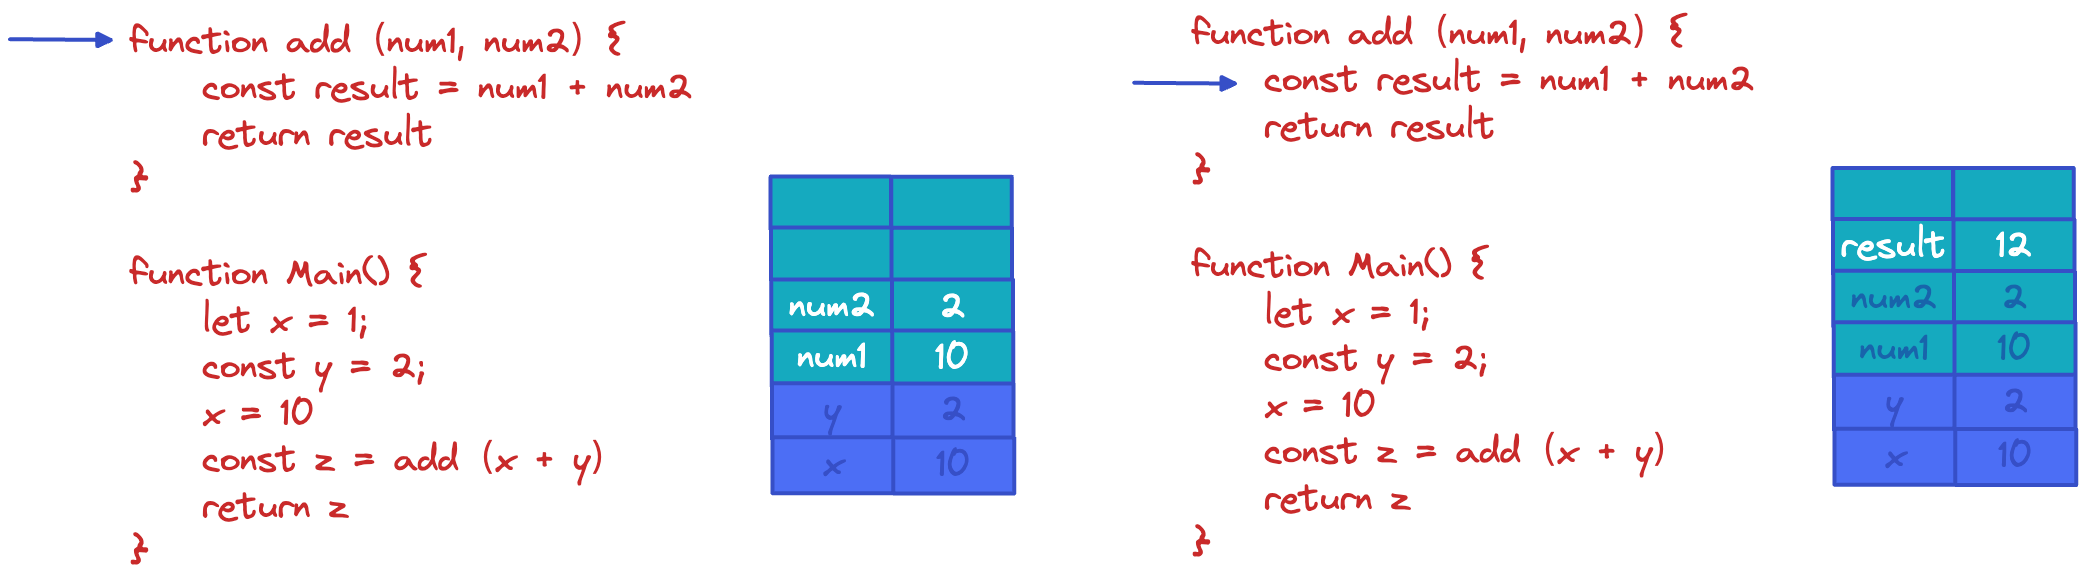 function add (num1, num2) {
const result = num1 + num2
return result
}
function Main() {
let x = 1;
const y = 2;
x = 10
const z = add (x + y)
return z
}
num2 2
num1 10
y 2
x 10
function add (num1, num2) {
const result = num1 + num2
return result
}
function Main() {
let x = 1;
const y = 2;
x = 10
const z = add (x + y)
return z
}
result 12
num2 2
num1 10
y 2
x 10